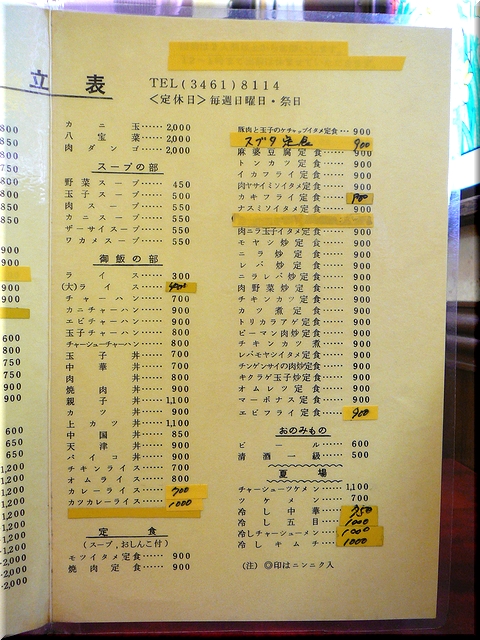 立表
TEL(3461)8114
<定休日>毎週日曜日・祭日
カニ玉……2,000
八宝菜……2,000
肉ダンゴ……2,000
スープの部
野菜スープ……450
玉子スープ……500
肉スープ……550
カニスープ……550
ザーサイスープ……550
ワカメスープ……550
御飯の部
ライス……300
(大)ライス……400
チャーハン……700
カニチャーハン……900
エビチャーハン……900
玉子チャーハン……800
チャーシューチャーハン……800
玉子丼……700
中華丼……700
肉丼……800
焼肉丼……900
親子丼……1,100
カツ丼……900
上カツ丼……1,100
中国丼……850
天津丼……900
パイコ丼……900
チキンライス……700
オムライス……800
カレーライス……700
カツカレーライス……1000
定食
(スープ,おしんこ付)
モツイタメ定食……900
焼肉定食……900
豚肉と玉子のケチャップイタメ定食…900
スブタ定食 900
麻婆豆腐定食…900
トンカツ定食…900
イカフライ定食…900
肉ヤサイミソイタメ定食…900
カキフライ定食…900
ナスミソイタメ定食…900
肉ニラ玉子イタメ定食…900
モヤシ炒定食…900
ニラ炒定食…900
レバ炒定食…900
ニラレバ炒定食…900
肉野菜炒定食…900
チキンカツ定食…900
カツ煮定食…900
トリカラアゲ定食…900
ピーマン肉炒定食…900
チキンカツ煮…900
レバモヤシイタメ定食…900
チンゲンサイの肉炒定食…900
キクラゲ玉子炒定食…900
オムレツ定食…900
マーボナス定食…900
エビフライ定食…900
おのみもの
ビール……600
清酒一級……500
夏場
チャーシューツケメン……1,100
ツケメン……700
冷し中華……950
冷し五目……1000
冷しチャーシューメン……1000
冷しキムチ……1000
(注)◎印はニンニク入